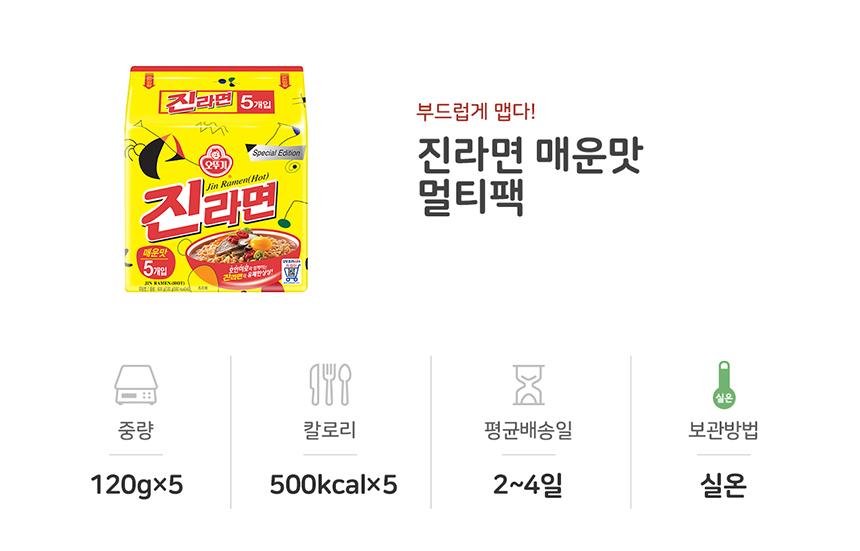 진라면 5개입
Special Edition
오뚜기
Jin Ramen(Hot)
진라면
매운맛
5개입
JIN RAMEN(HOT)
부드럽게 맵다!
진라면 매운맛
멀티팩
중량
칼로리
평균배송일
실온
보관방법
120g×5
500kcal×5
2~4일
실온